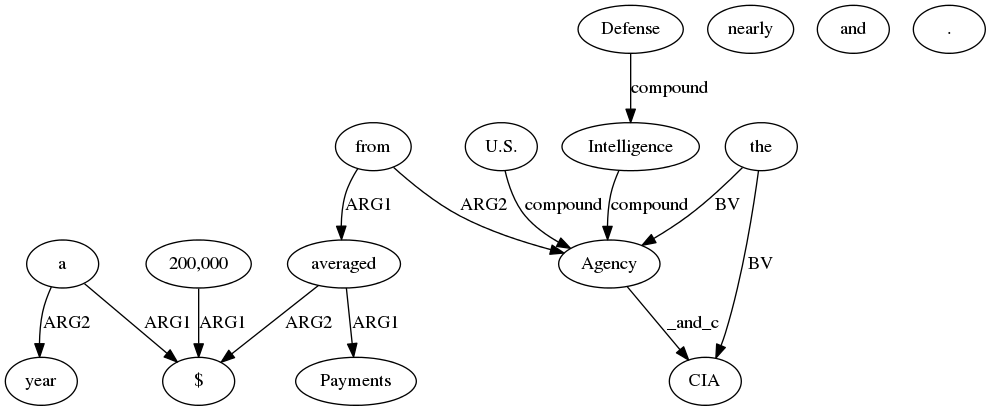 Defense nearly and .
compound
from U.S. Intelligence the
ARG1 ARG2 compound compound BV
a 200,000 averaged Agency BV
ARG2 ARG1 ARG1 ARG2 ARG1 _and_c
year $ Payments CIA